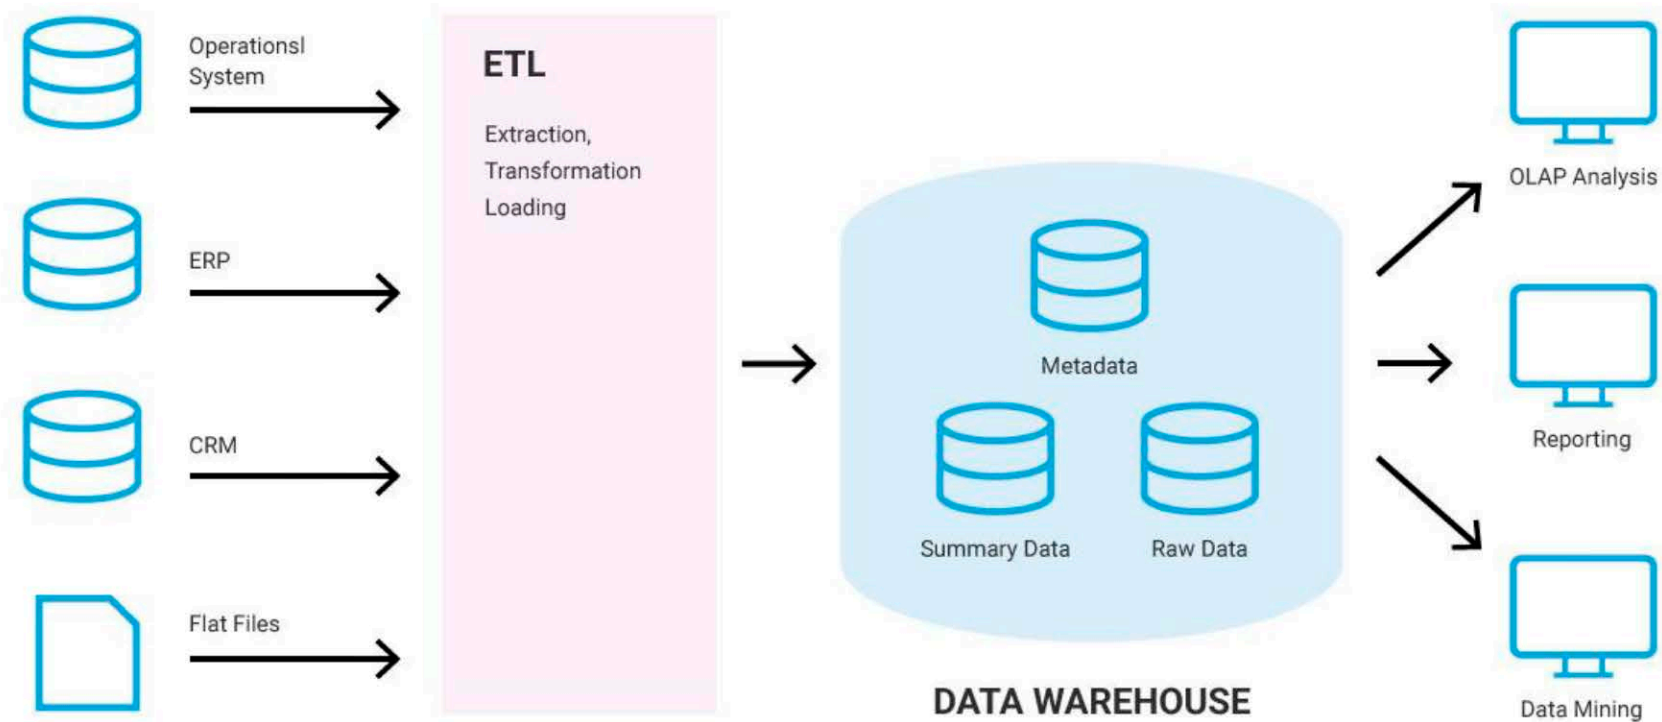 Operationsl
System
ERP
CRM
Flat Files
ETL
Extraction,
Transformation
Loading
Metadata
Summary Data
Raw Data
DATA WAREHOUSE
OLAP Analysis
Reporting
Data Mining